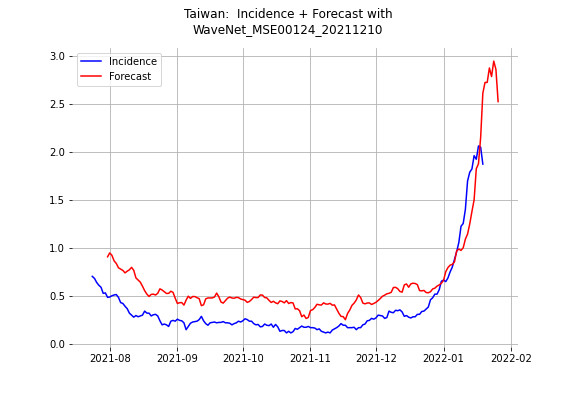 Taiwan:  Incidence + Forecast with
WaveNet_MSE00124_20211210
Incidence
Forecast
3.0
2.5
2.0
1.5
1.0
0.5
0.0
2021-08 2021-09 2021-10 2021-11 2021-12 2022-01 2022-02